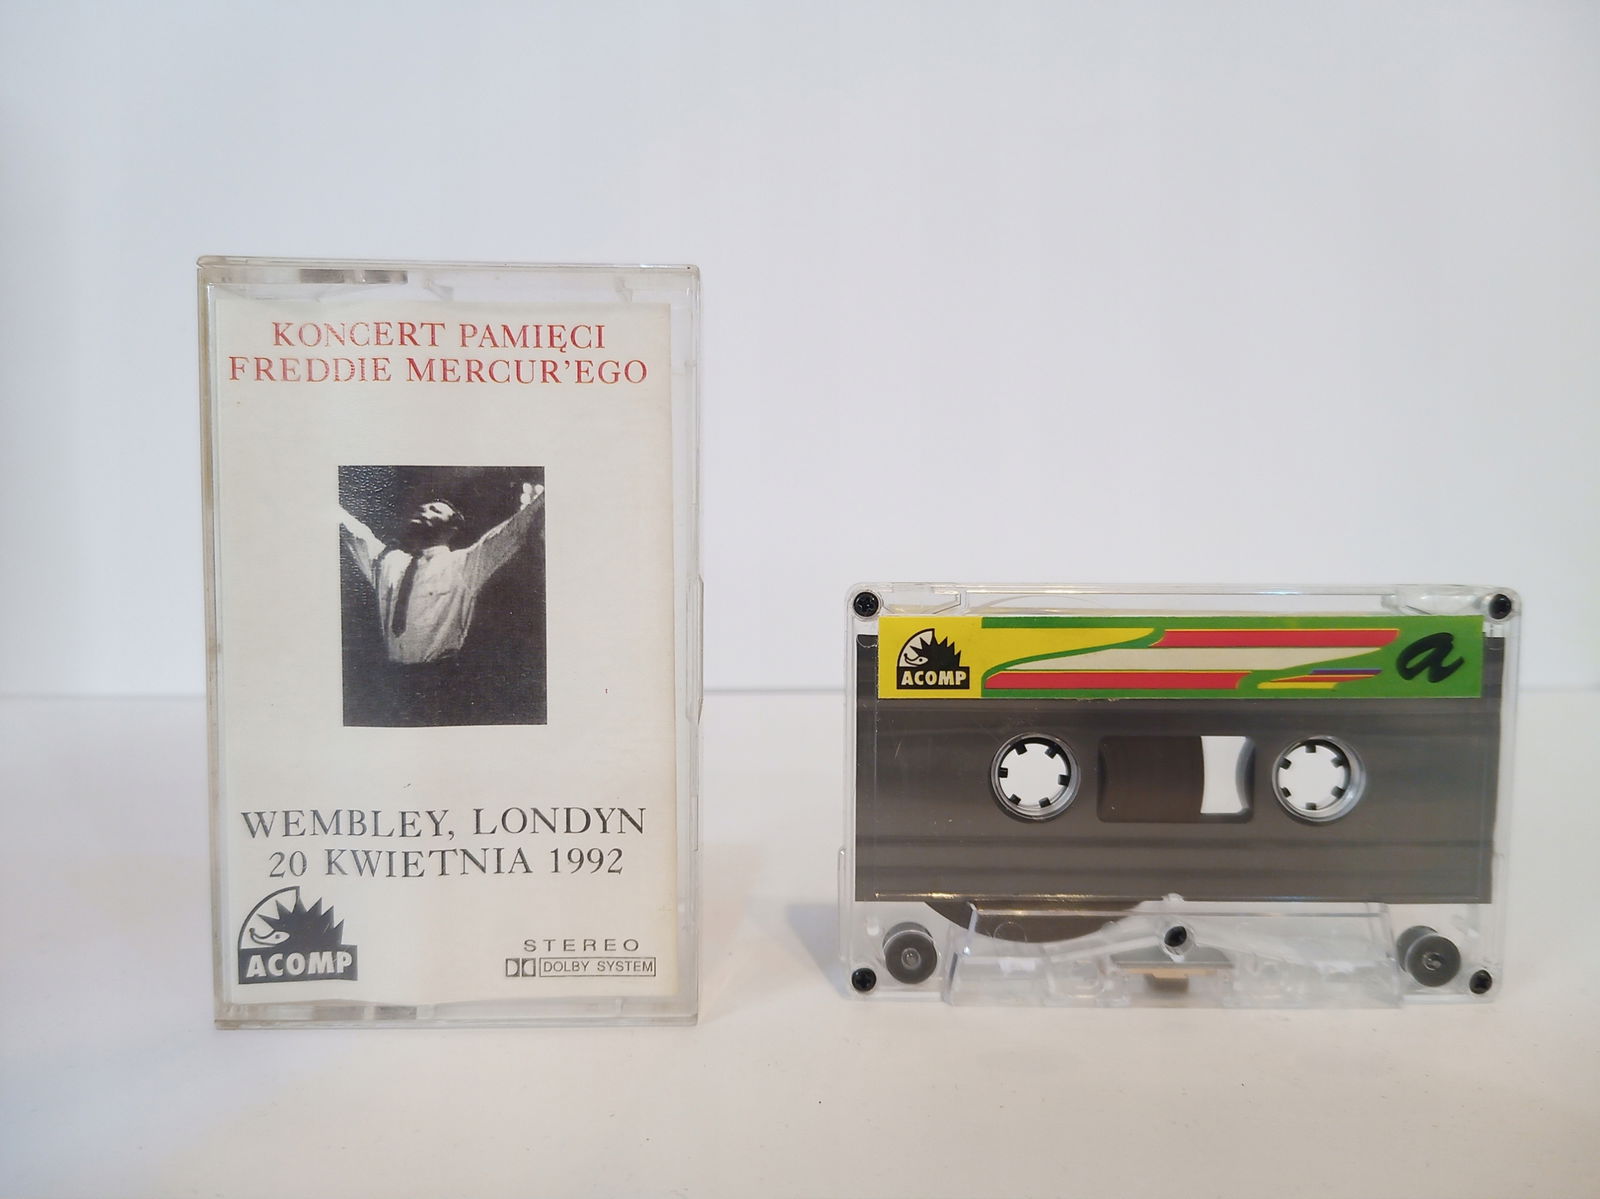 KONCERT PAMIĘCI
FREDDIE MERCUR'EGO
WEMBLEY, LONDYN
20 KWIETNIA 1992
ACOMP
STEREO
DOLBY SYSTEM
ACOMP
a